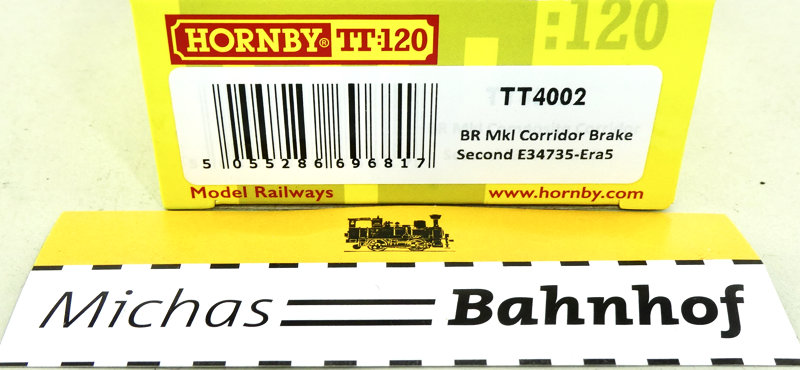 HORNBY® TT:120
:120
TT4002
BR MkI Corridor Brake
Second E34735-Era5
5 055286 696817
Model Railways
www.hornby.com
Michas Bahnhof